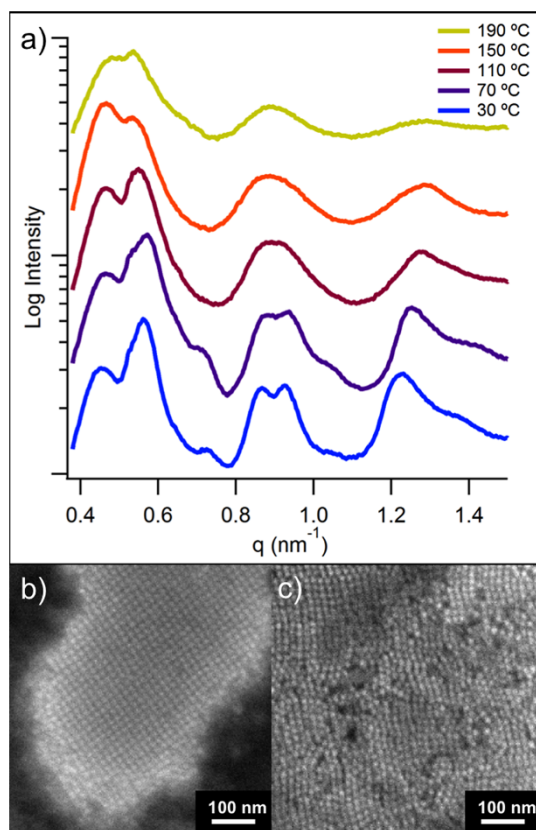 a)
190 ºC
150 ºC
110 ºC
70 ºC
30 ºC
Log Intensity
0.4 0.6 0.8 1.0 1.2 1.4
q (nm⁻¹)
b)
c)
100 nm
100 nm